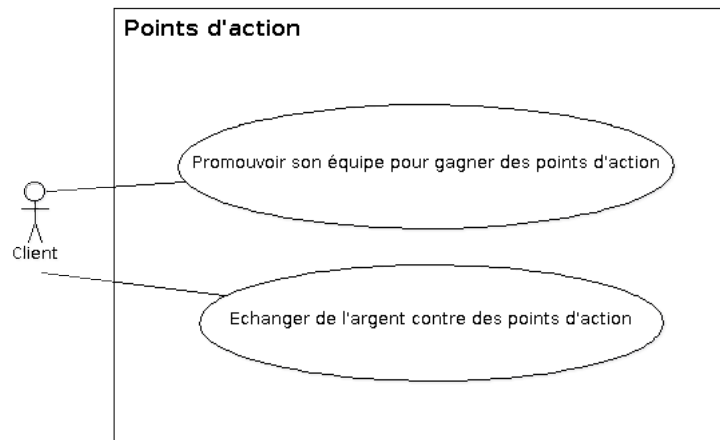 Points d'action
Promouvoir son équipe pour gagner des points d'action
Client
Echanger de l'argent contre des points d'action